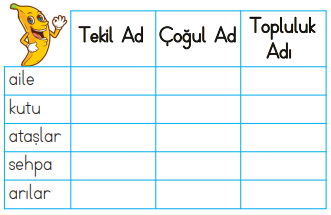 Tekil Ad Çoğul Ad Topluluk Adı
aile
kutu
ataşlar
sehpa
arılar